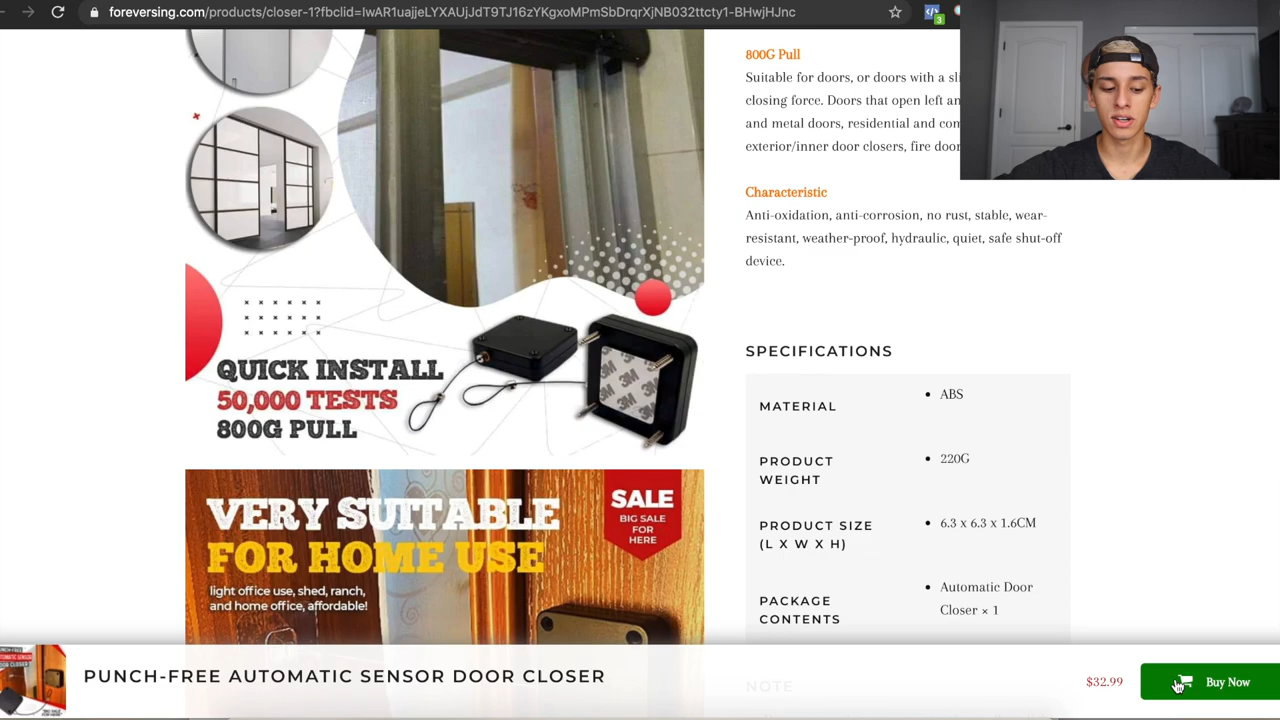 foreversing.com/products/closer-1?fbclid=IwAR1uajjeLYXAUjJdT9TJ16zYKgxoMPmSbDrqrXjNB032ttcty1-BHwjHJnc
3
800G Pull
Suitable for doors, or doors with a sli
closing force. Doors that open left an
and metal doors, residential and com
exterior/inner door closers, fire door
Characteristic
Anti-oxidation, anti-corrosion, no rust, stable, wear-
resistant, weather-proof, hydraulic, quiet, safe shut-off
device.
QUICK INSTALL
50,000 TESTS
800G PULL
3M
SPECIFICATIONS
MATERIAL
ABS
PRODUCT
WEIGHT
220G
PRODUCT SIZE
(L X W X H)
6.3 x 6.3 x 1.6CM
PACKAGE
CONTENTS
Automatic Door
Closer × 1
VERY SUITABLE
FOR HOME USE
light office use, shed, ranch,
and home office, affordable!
SALE
BIG SALE
FOR
HERE
NOTE
PUNCH-FREE AUTOMATIC SENSOR DOOR CLOSER
$32.99
Buy Now